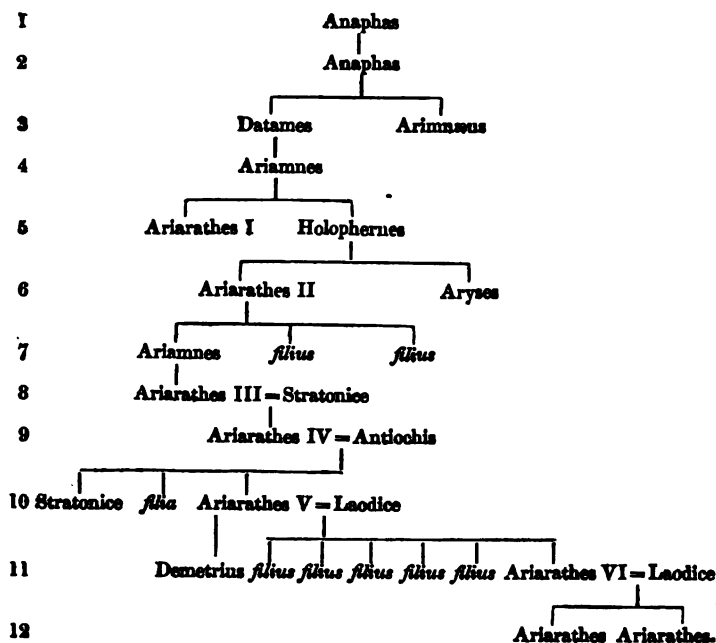 1 Anaphas
2 Anaphas
3 Datames Arimnæus
4 Ariamnes
5 Ariarathes I Holophernes
6 Ariarathes II Aryses
7 Ariamnes filius filius
8 Ariarathes III = Stratonice
9 Ariarathes IV = Antiochis
10 Stratonice filia Ariarathes V = Laodice
11 Demetrius filius filius filius filius filius Ariarathes VI = Laodice
12 Ariarathes Ariarathes.